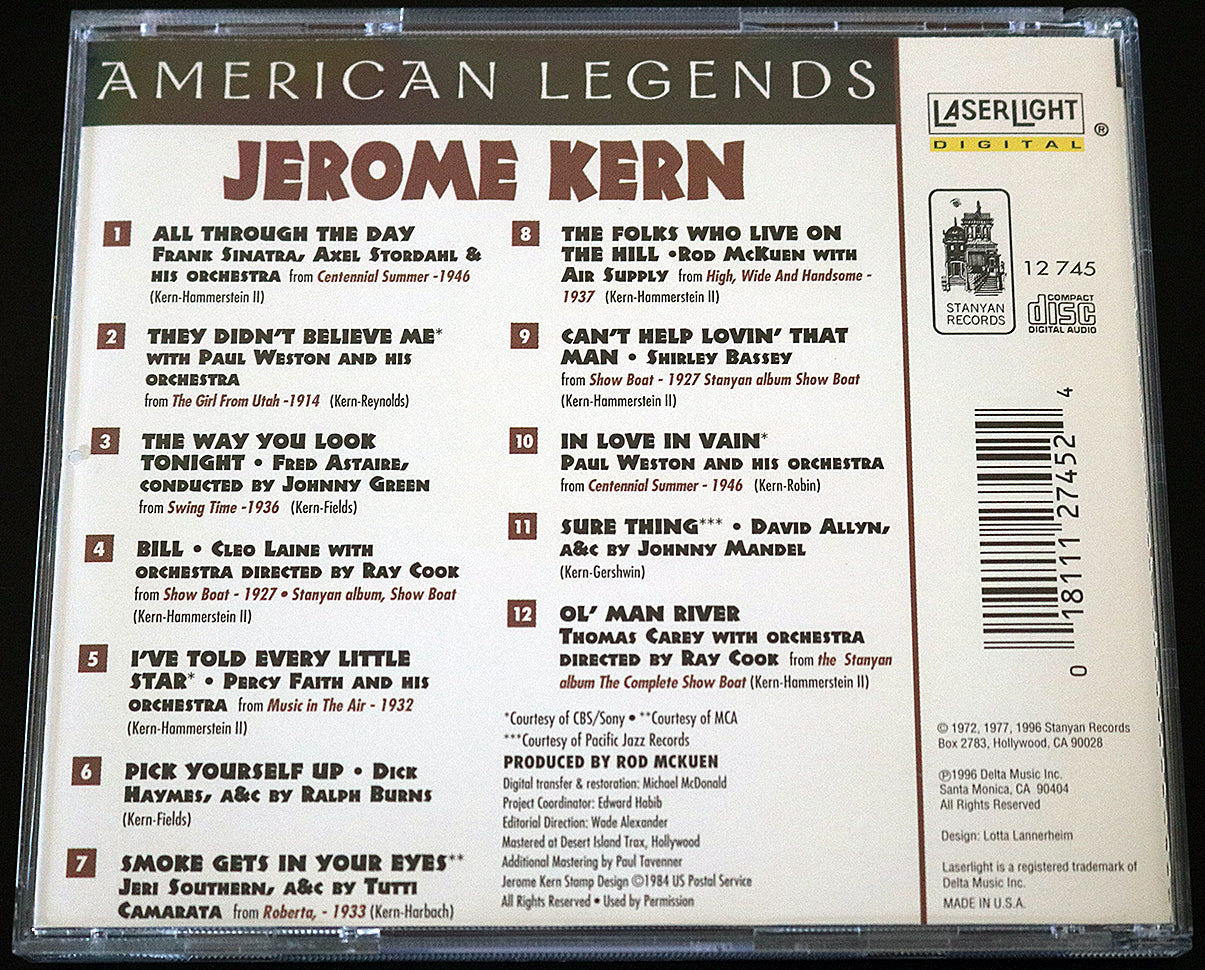 AMERICAN LEGENDS
JEROME KERN
1 ALL THROUGH THE DAY
FRANK SINATRA, AXEL STORDAHL &
HIS ORCHESTRA from Centennial Summer -1946
(Kern-Hammerstein II)
2 THEY DIDN'T BELIEVE ME*
WITH PAUL WESTON AND HIS
ORCHESTRA
from The Girl From Utah -1914 (Kern-Reynolds)
3 THE WAY YOU LOOK
TONIGHT • FRED ASTAIRE,
CONDUCTED BY JOHNNY GREEN
from Swing Time -1936 (Kern-Fields)
4 BILL • CLEO LAINE WITH
ORCHESTRA DIRECTED BY RAY COOK
from Show Boat - 1927 • Stanyan album, Show Boat
(Kern-Hammerstein II)
5 I'VE TOLD EVERY LITTLE
STAR* • PERCY FAITH AND HIS
ORCHESTRA from Music in The Air - 1932
(Kern-Hammerstein II)
6 PICK YOURSELF UP • DICK
HAYMES, A&C BY RALPH BURNS
(Kern-Fields)
7 SMOKE GETS IN YOUR EYES**
JERI SOUTHERN, A&C BY TUTTI
CAMARATA from Roberta, - 1933 (Kern-Harbach)
8 THE FOLKS WHO LIVE ON
THE HILL •ROD MCKUEN WITH
AIR SUPPLY from High, Wide And Handsome -
1937 (Kern-Hammerstein II)
9 CAN'T HELP LOVIN' THAT
MAN • SHIRLEY BASSEY
from Show Boat - 1927 Stanyan album Show Boat
(Kern-Hammerstein II)
10 IN LOVE IN VAIN*
PAUL WESTON AND HIS ORCHESTRA
from Centennial Summer - 1946 (Kern-Robin)
11 SURE THING*** • DAVID ALLYN,
A&C BY JOHNNY MANDEL
(Kern-Gershwin)
12 OL' MAN RIVER
THOMAS CAREY WITH ORCHESTRA
DIRECTED BY RAY COOK from the Stanyan
album The Complete Show Boat (Kern-Hammerstein II)
*Courtesy of CBS/Sony • **Courtesy of MCA
***Courtesy of Pacific Jazz Records
PRODUCED BY ROD MCKUEN
Digital transfer & restoration: Michael McDonald
Project Coordinator: Edward Habib
Editorial Direction: Wade Alexander
Mastered at Desert Island Trax, Hollywood
Additional Mastering by Paul Tavenner
Jerome Kern Stamp Design ©1984 US Postal Service
All Rights Reserved • Used by Permission
LASERLIGHT ®
DIGITAL
STANYAN
RECORDS
12 745
COMPACT
disc
DIGITAL AUDIO
0 18111 27452 4
© 1972, 1977, 1996 Stanyan Records
Box 2783, Hollywood, CA 90028
℗1996 Delta Music Inc.
Santa Monica, CA 90404
All Rights Reserved
Design: Lotta Lannerheim
Laserlight is a registered trademark of
Delta Music Inc.
MADE IN U.S.A.